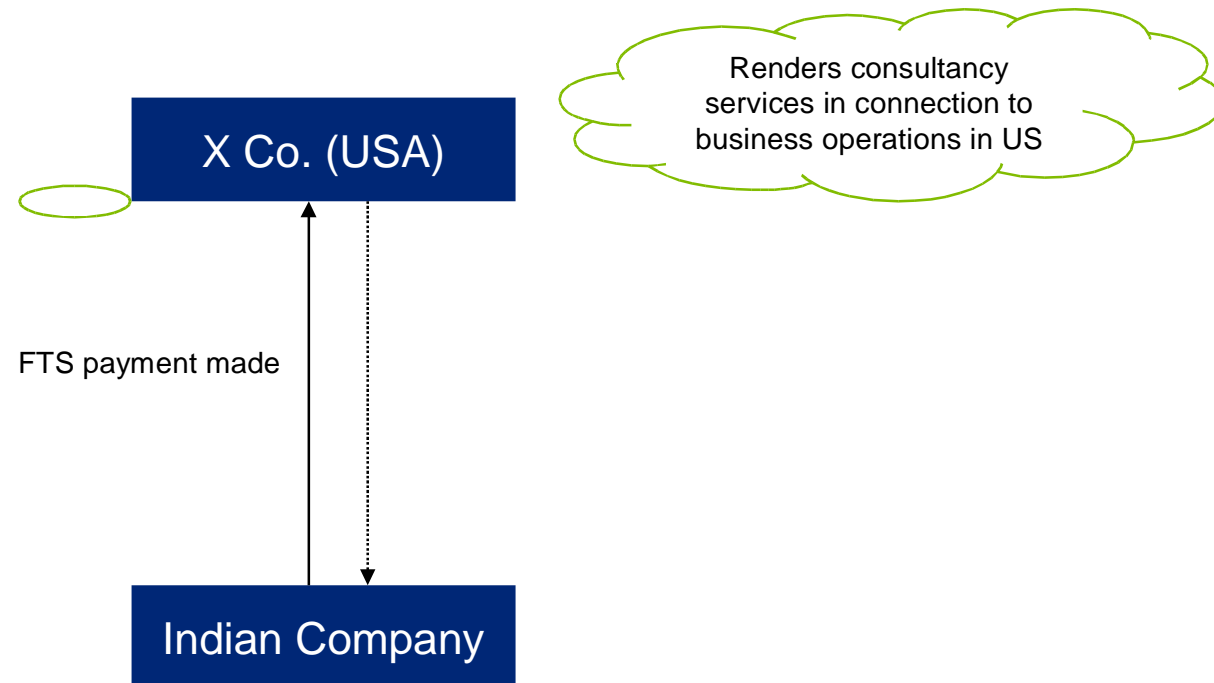 Renders consultancy
services in connection to
business operations in US
X Co. (USA)
FTS payment made
Indian Company